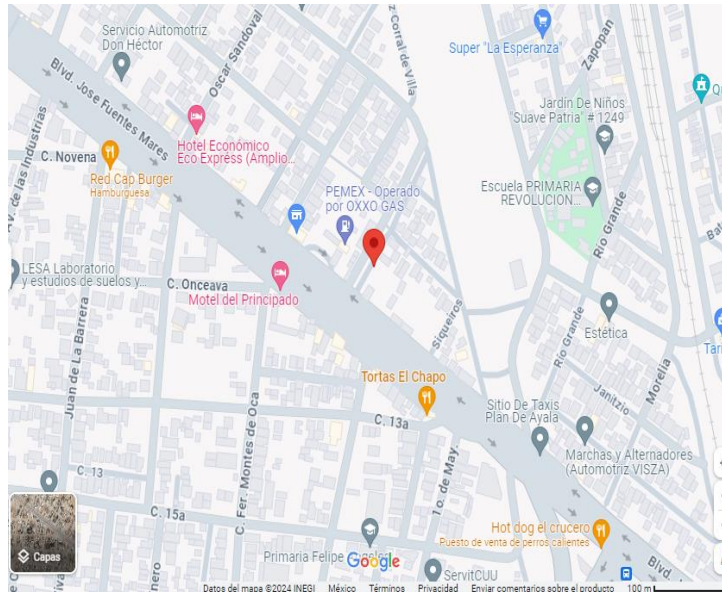 Servicio Automotriz
Don Héctor
Oscar Sandoval
z Corral de Villa
Super "La Esperanza"
Zapopan
Blvd. Jose Fuentes Mares
Av. de las Industrias
C. Novena
Red Cap Burger
Hamburguesa
Hotel Económico
Eco Express (Amplio...
Jardín De Niños
"Suave Patria" # 1249
PEMEX - Operado
por OXXO GAS
Escuela PRIMARIA
REVOLUCION...
Río Grande
LESA Laboratorio
y estudios de suelos y...
C. Onceava
Motel del Principado
Siqueiros
Estética
Río Grande
Juan de La Barrera
C. Fer. Montes de Oca
Tortas El Chapo
Janitzio
Morelia
C. 13a
Sitio De Taxis
Plan De Ayala
Marchas y Alternadores
(Automotriz VISZA)
1o. de May.
C. 13
C. 15a
Capas
Hot dog el crucero
Puesto de venta de perros calientes
Primaria Felipe
Google
ServitCUU
Blvd.
Datos del mapa ©2024 INEGI México Términos Privacidad Enviar comentarios sobre el producto 100 m